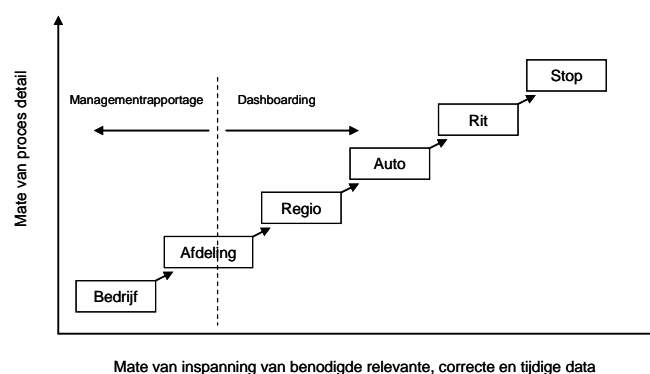 Mate van proces detail
Managementrapportage
Dashboarding
Stop
Rit
Auto
Regio
Afdeling
Bedrijf
Mate van inspanning van benodigde relevante, correcte en tijdige data